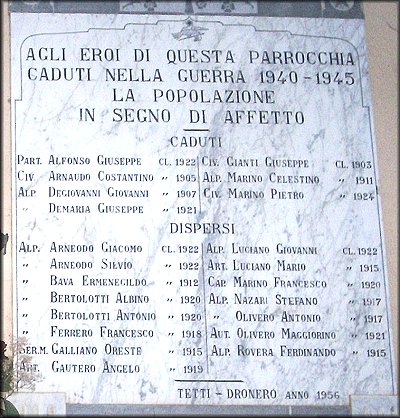 AGLI EROI DI QUESTA PARROCCHIA
CADUTI NELLA GUERRA 1940-1945
LA POPOLAZIONE
IN SEGNO DI AFFETTO
CADUTI
PART. ALFONSO GIUSEPPE CL. 1922 CIV. GIANTI GIUSEPPE CL. 1903
CIV. ARNAUDO COSTANTINO " 1905 ALP. MARINO CELESTINO " 1911
ALP. DEGIOVANNI GIOVANNI " 1907 CIV. MARINO PIETRO " 1924
" DEMARIA GIUSEPPE " 1921
DISPERSI
ALP. ARNEODO GIACOMO CL. 1922 ALP. LUCIANO GIOVANNI CL. 1922
" ARNEODO SILVIO " 1922 ART. LUCIANO MARIO " 1915
" BAVA ERMENEGILDO " 1912 CAP. MARINO FRANCESCO " 1920
" BERTOLOTTI ALBINO " 1920 ALP. NAZARI STEFANO " 1917
" BERTOLOTTI ANTONIO " 1920 " OLIVERO ANTONIO " 1917
" FERRERO FRANCESCO " 1918 AUT. OLIVERO MAGGIORINO " 1921
SER.M. GALLIANO ORESTE " 1915 ALP. ROVERA FERDINANDO " 1915
ART. GAUTERO ANGELO " 1919
TETTI - DRONERO ANNO 1956